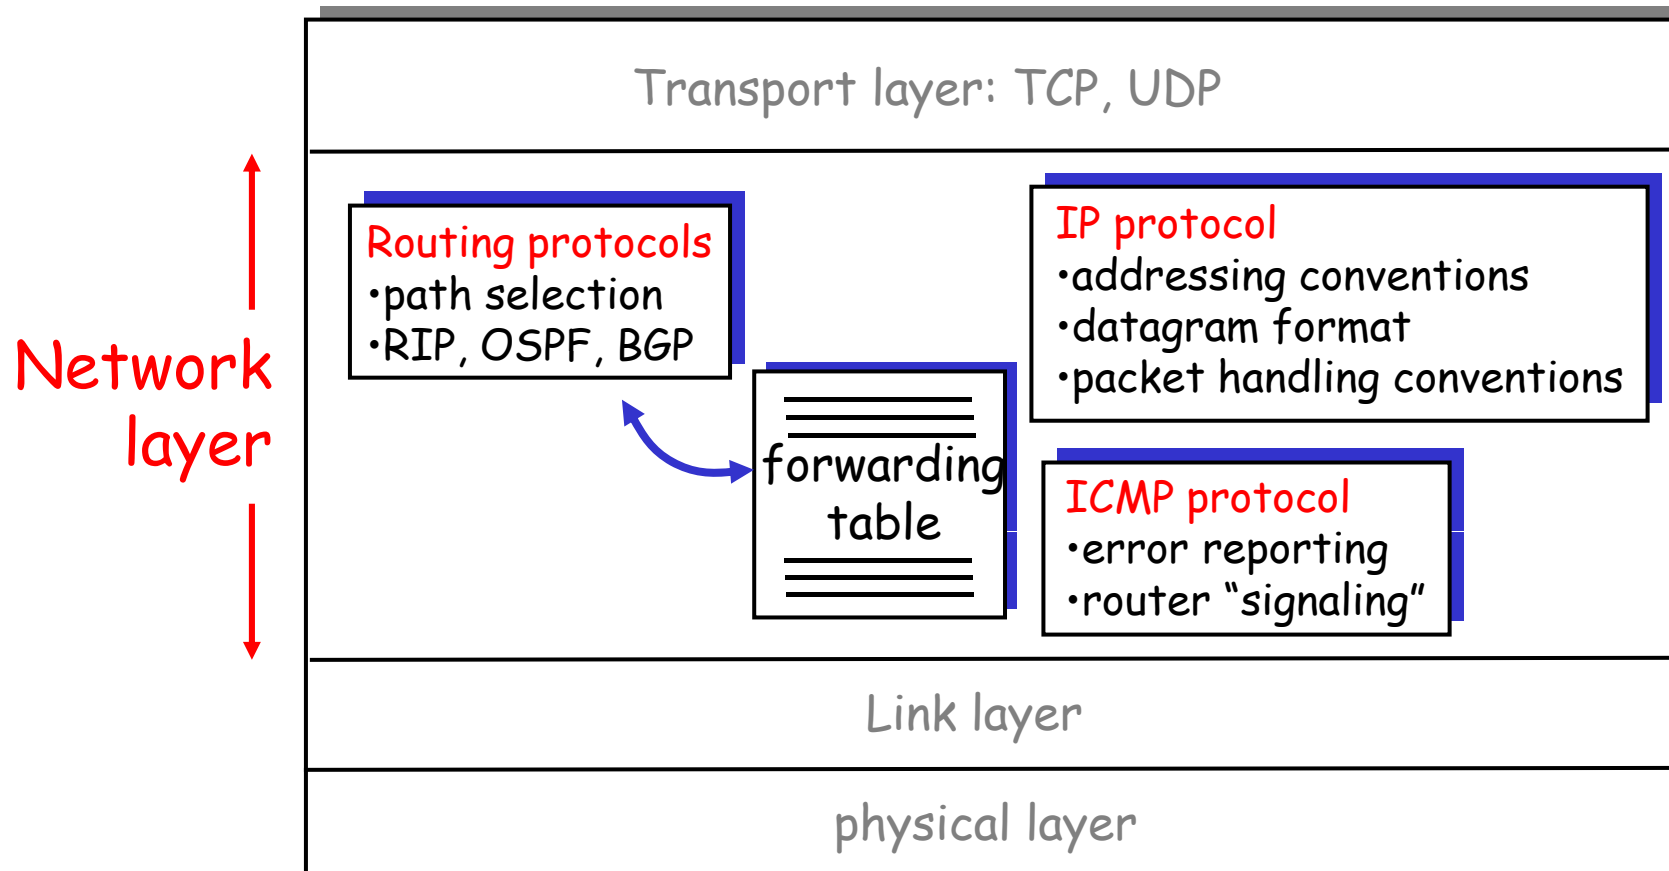 Transport layer: TCP, UDP
Network
layer
Routing protocols
•path selection
•RIP, OSPF, BGP
forwarding
table
IP protocol
•addressing conventions
•datagram format
•packet handling conventions
ICMP protocol
•error reporting
•router “signaling”
Link layer
physical layer